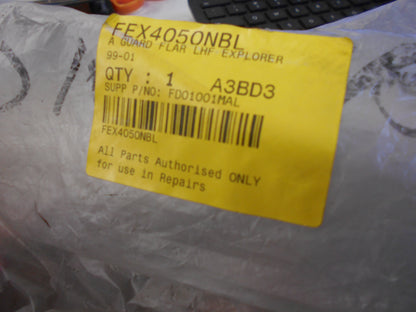 FEX4050NBL
A GUARD FLAR LHF EXPLORER
99-01
QTY : 1 A3BD3
SUPP P/NO: FD01001MAL
FEX4050NBL
All Parts Authorised ONLY
for use in Repairs